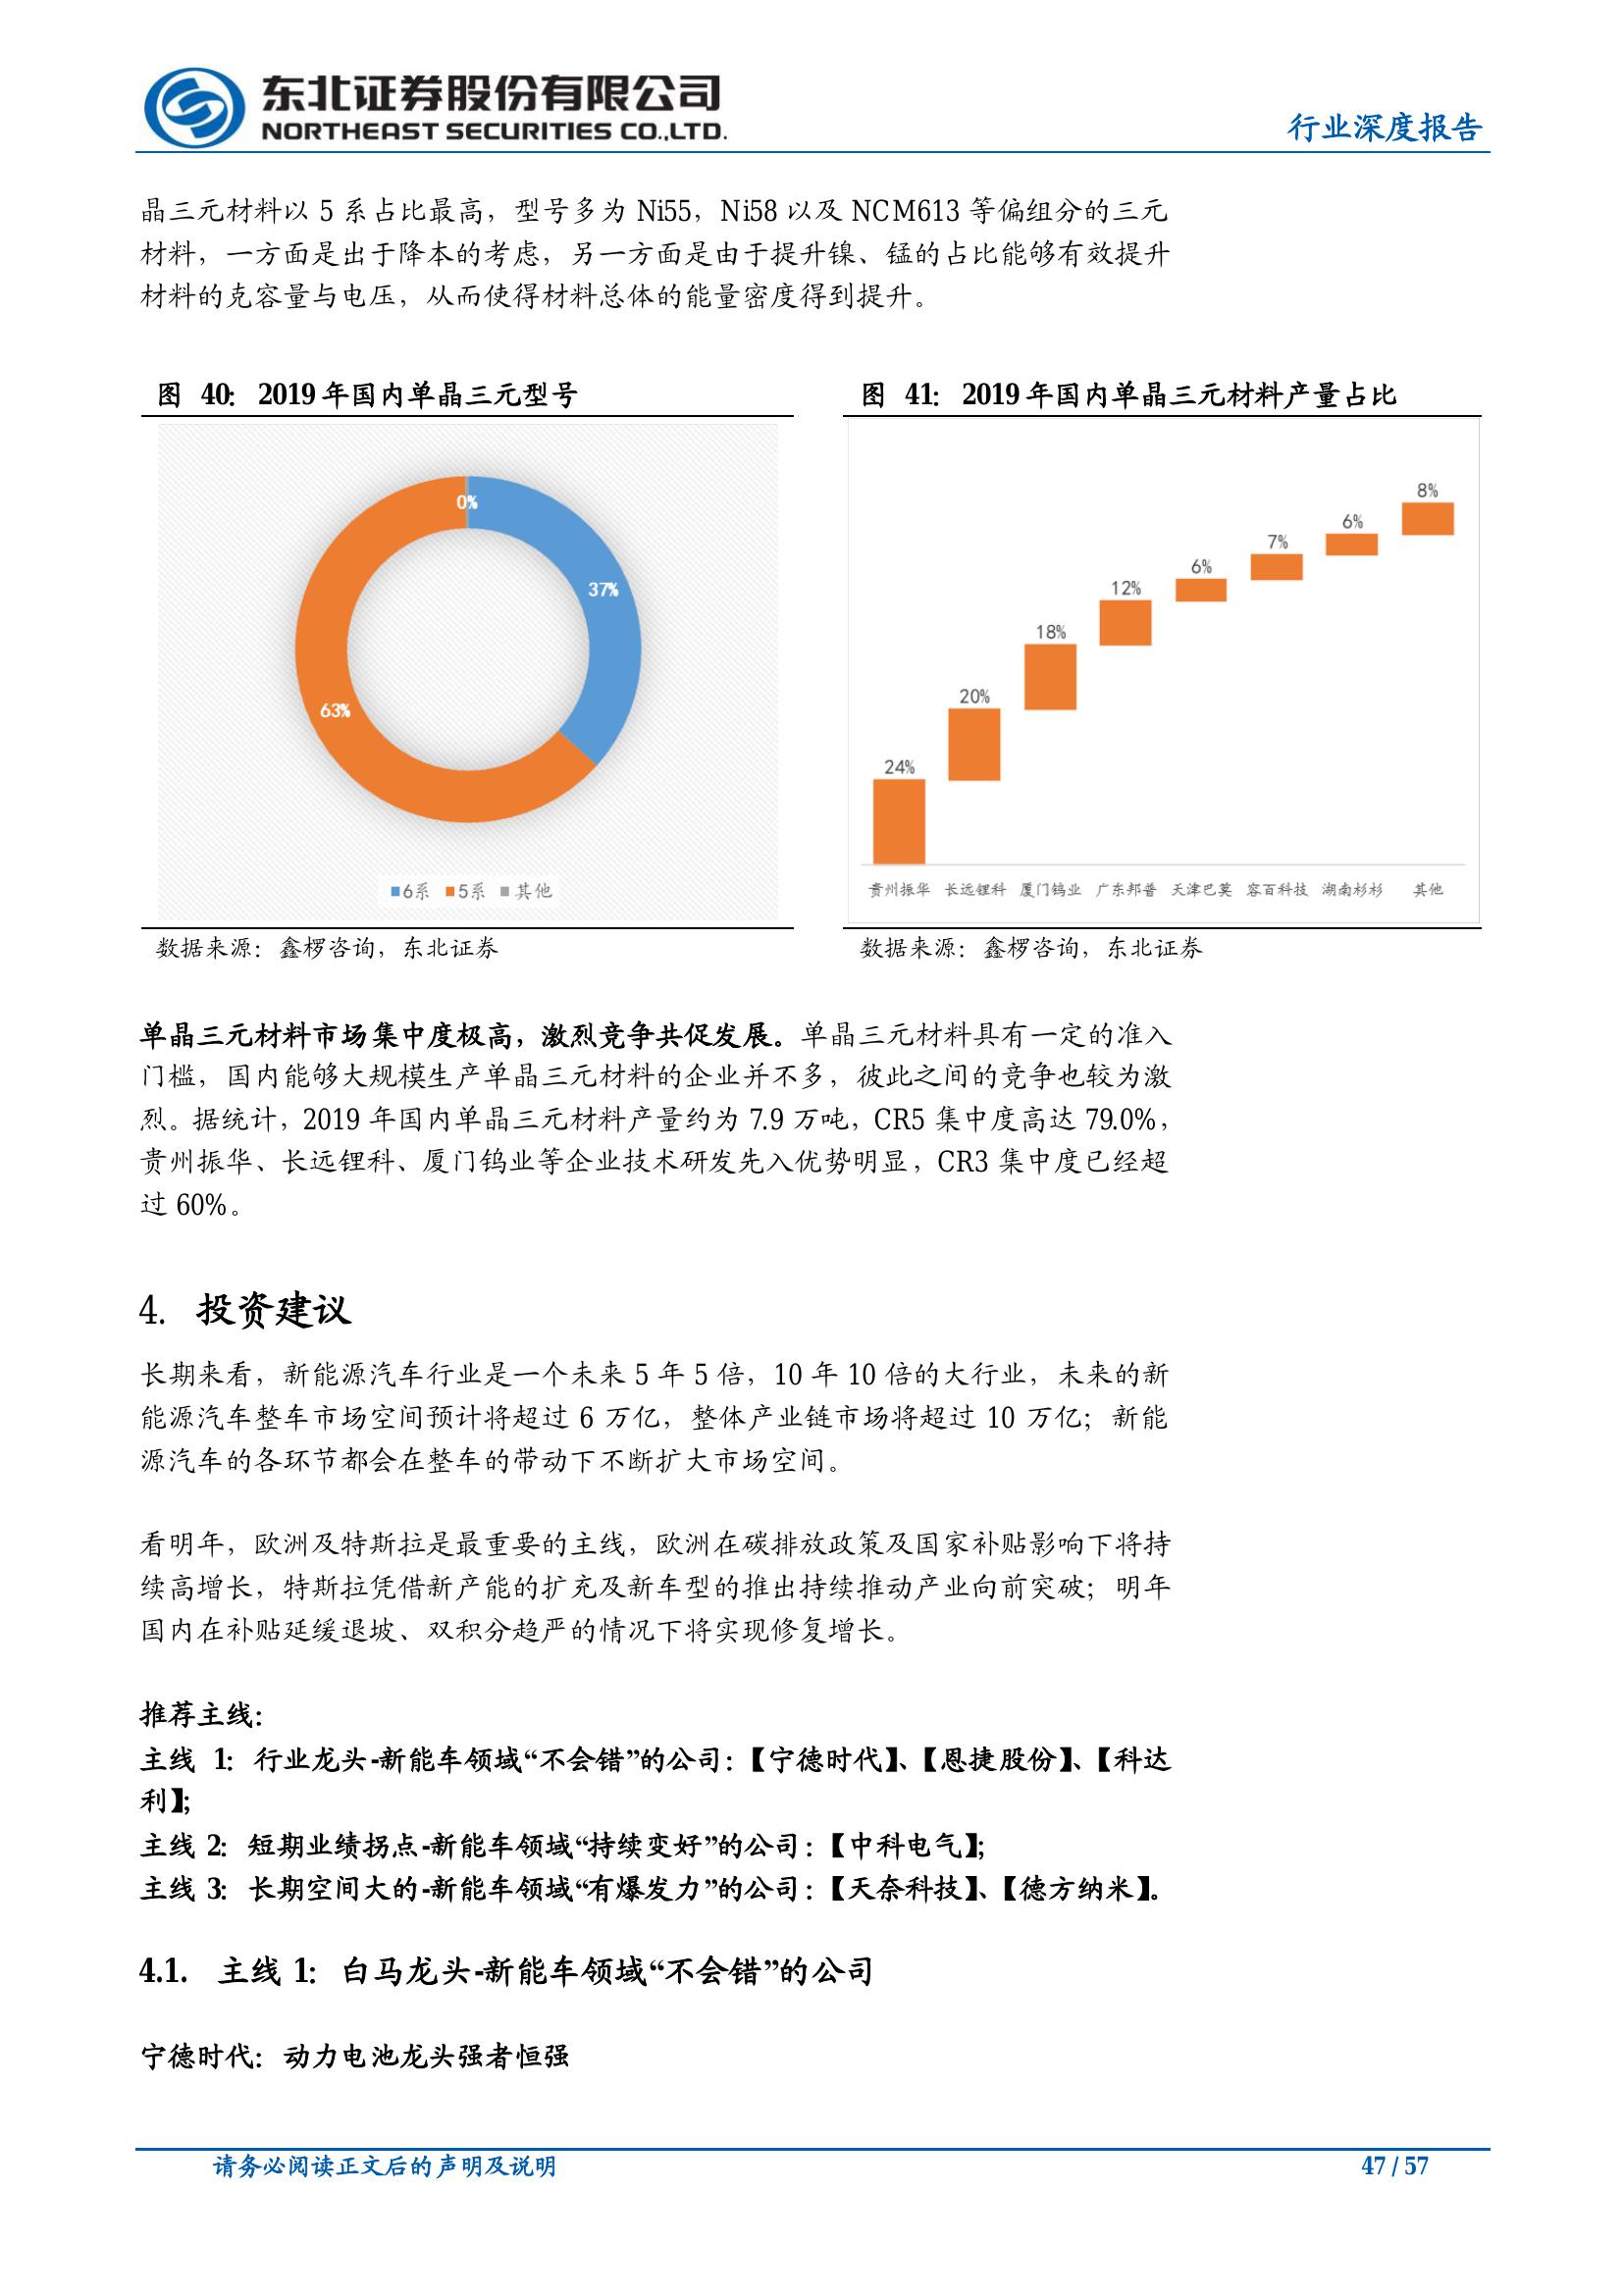 东北证券股份有限公司
NORTHEAST SECURITIES CO.,LTD.
行业深度报告
晶三元材料以 5 系占比最高，型号多为 Ni55，Ni58 以及 NCM613 等偏组分的三元
材料，一方面是出于降本的考虑，另一方面是由于提升镍、锰的占比能够有效提升
材料的克容量与电压，从而使得材料总体的能量密度得到提升。
图 40： 2019 年国内单晶三元型号
0%
37%
63%
6系 5系 其他
数据来源：鑫椤咨询，东北证券
图 41： 2019 年国内单晶三元材料产量占比
8%
6%
7%
6%
12%
18%
20%
24%
贵州振华 长远锂科 厦门钨业 广东邦普 天津巴莫 容百科技 湖南杉杉 其他
数据来源：鑫椤咨询，东北证券
单晶三元材料市场集中度极高，激烈竞争共促发展。单晶三元材料具有一定的准入
门槛，国内能够大规模生产单晶三元材料的企业并不多，彼此之间的竞争也较为激
烈。据统计，2019 年国内单晶三元材料产量约为 7.9 万吨，CR5 集中度高达 79.0%，
贵州振华、长远锂科、厦门钨业等企业技术研发先入优势明显，CR3 集中度已经超
过 60%。
4. 投资建议
长期来看，新能源汽车行业是一个未来 5 年 5 倍，10 年 10 倍的大行业，未来的新
能源汽车整车市场空间预计将超过 6 万亿，整体产业链市场将超过 10 万亿；新能
源汽车的各环节都会在整车的带动下不断扩大市场空间。
看明年，欧洲及特斯拉是最重要的主线，欧洲在碳排放政策及国家补贴影响下将持
续高增长，特斯拉凭借新产能的扩充及新车型的推出持续推动产业向前突破；明年
国内在补贴延缓退坡、双积分趋严的情况下将实现修复增长。
推荐主线：
主线 1：行业龙头-新能车领域“不会错”的公司：【宁德时代】、【恩捷股份】、【科达
利】；
主线 2：短期业绩拐点-新能车领域“持续变好”的公司：【中科电气】；
主线 3：长期空间大的-新能车领域“有爆发力”的公司：【天奈科技】、【德方纳米】。
4.1. 主线 1：白马龙头-新能车领域“不会错”的公司
宁德时代：动力电池龙头强者恒强
请务必阅读正文后的声明及说明
47 / 57